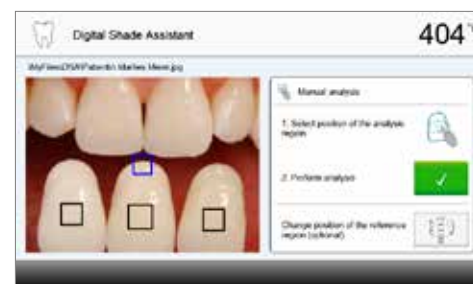 Digital Shade Assistant
404°
Manual analysis
1. Select position of the analysis
region
2. Perform analysis
Change position of the reference
region (optional)